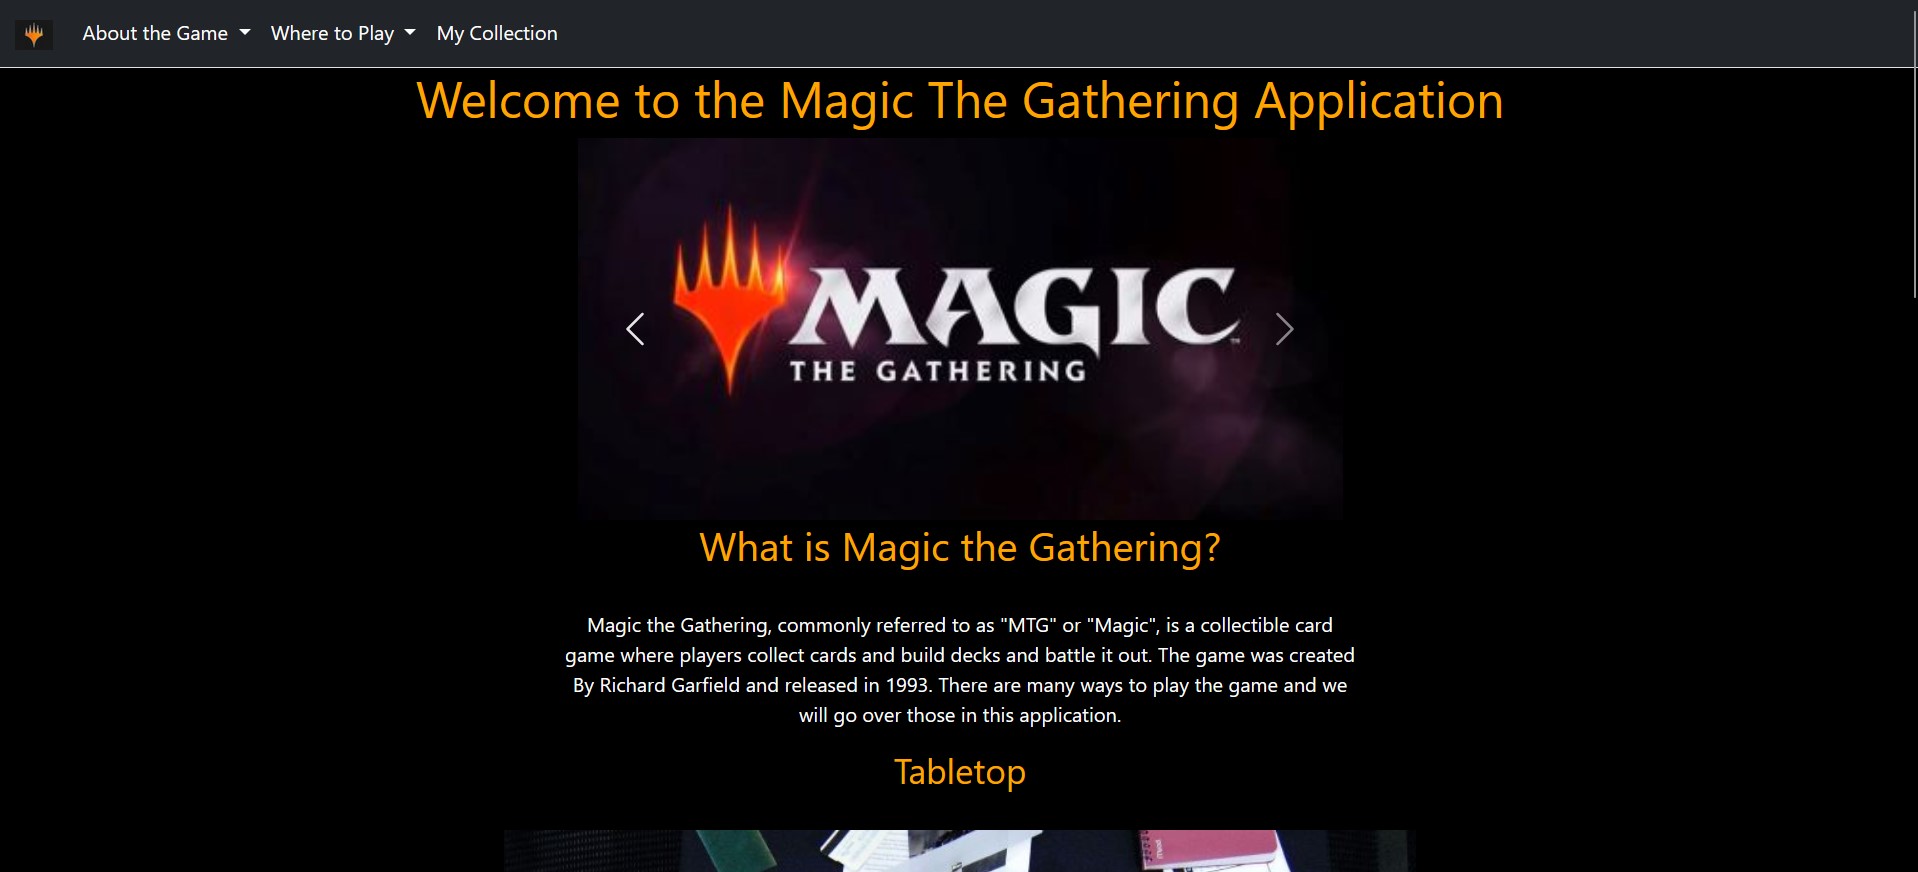 About the Game Where to Play My Collection
Welcome to the Magic The Gathering Application
MAGIC™
THE GATHERING
What is Magic the Gathering?
Magic the Gathering, commonly referred to as "MTG" or "Magic", is a collectible card
game where players collect cards and build decks and battle it out. The game was created
By Richard Garfield and released in 1993. There are many ways to play the game and we
will go over those in this application.
Tabletop